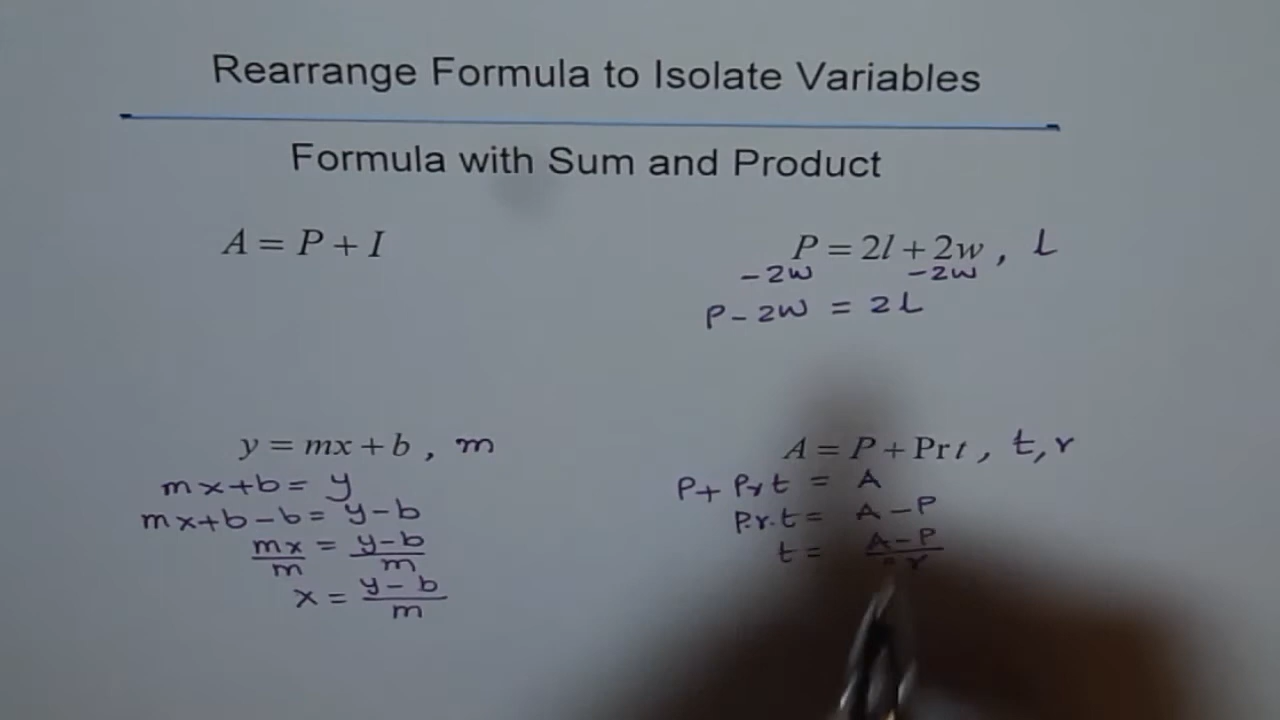 Rearrange Formula to Isolate Variables
Formula with Sum and Product
A = P + I
P = 2l + 2w , L
-2w -2w
P - 2w = 2L
y = mx + b , m
mx + b = y
mx + b - b = y - b
mx/m = y - b/m
x = y - b/m
A = P + Prt , t, r
P + Prt = A
P.r.t = A - P
t = A - P/r